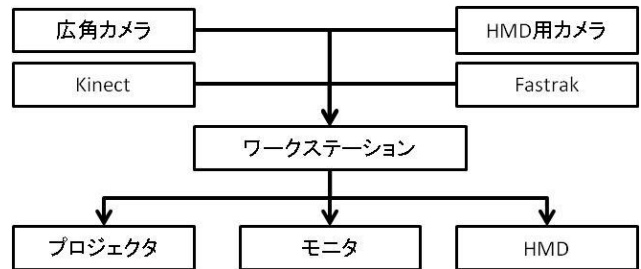 広角カメラ
HMD用カメラ
Kinect
Fastrak
ワークステーション
プロジェクタ
モニタ
HMD